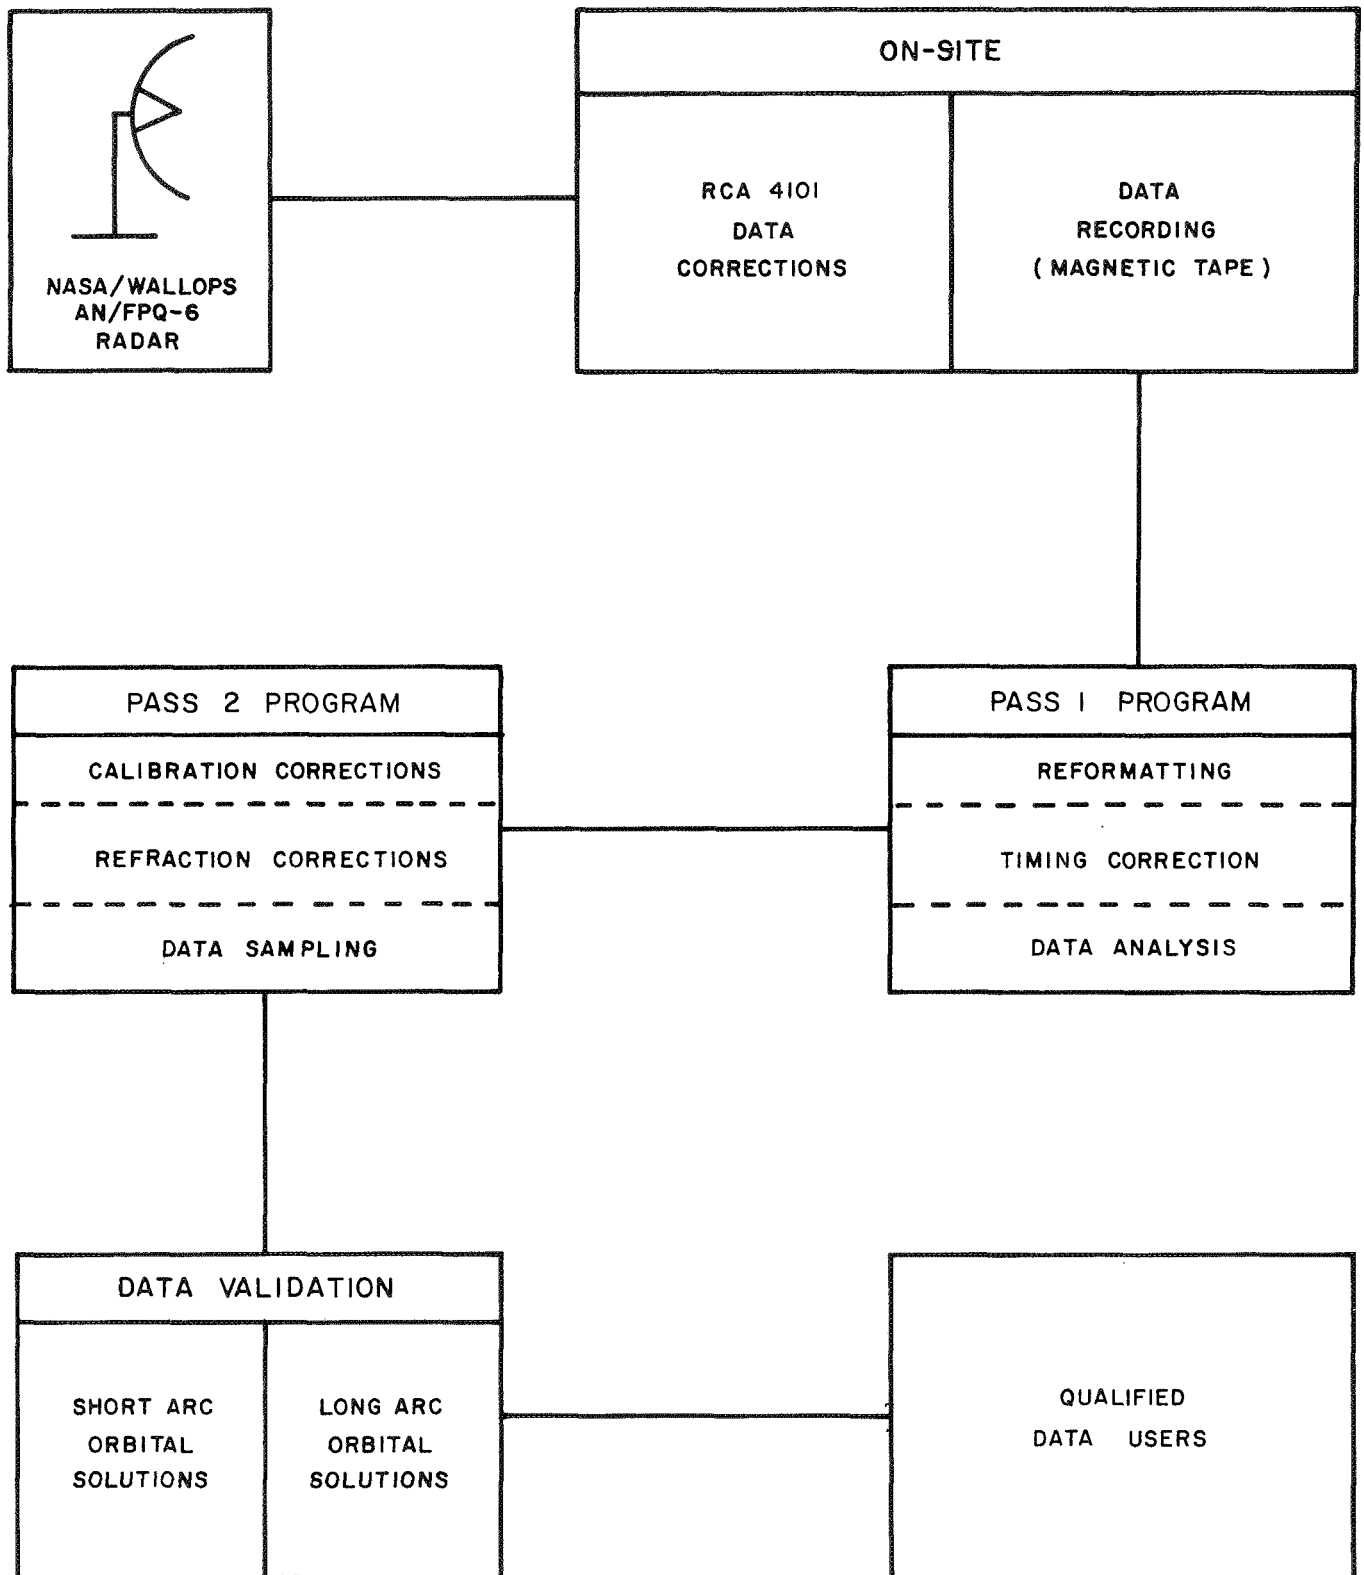 NASA/WALLOPS
AN/FPQ-6
RADAR
ON-SITE
RCA 4101
DATA
CORRECTIONS
DATA
RECORDING
(MAGNETIC TAPE)
PASS 2 PROGRAM
CALIBRATION CORRECTIONS
REFRACTION CORRECTIONS
DATA SAMPLING
PASS 1 PROGRAM
REFORMATTING
TIMING CORRECTION
DATA ANALYSIS
DATA VALIDATION
SHORT ARC
ORBITAL
SOLUTIONS
LONG ARC
ORBITAL
SOLUTIONS
QUALIFIED
DATA USERS